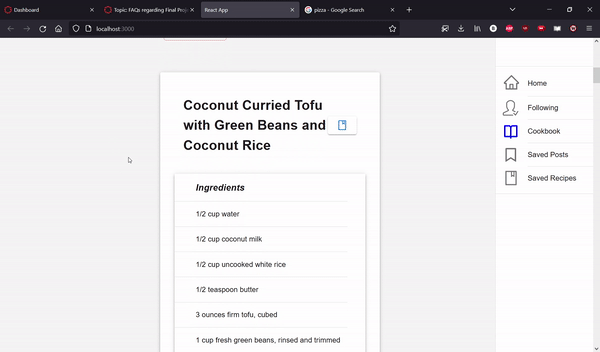 Dashboard
Topic: FAQs regarding Final Proj
React App
pizza - Google Search
localhost:3000
Coconut Curried Tofu
with Green Beans and
Coconut Rice
Ingredients
1/2 cup water
1/2 cup coconut milk
1/2 cup uncooked white rice
1/2 teaspoon butter
3 ounces firm tofu, cubed
1 cup fresh green beans, rinsed and trimmed
Home
Following
Cookbook
Saved Posts
Saved Recipes